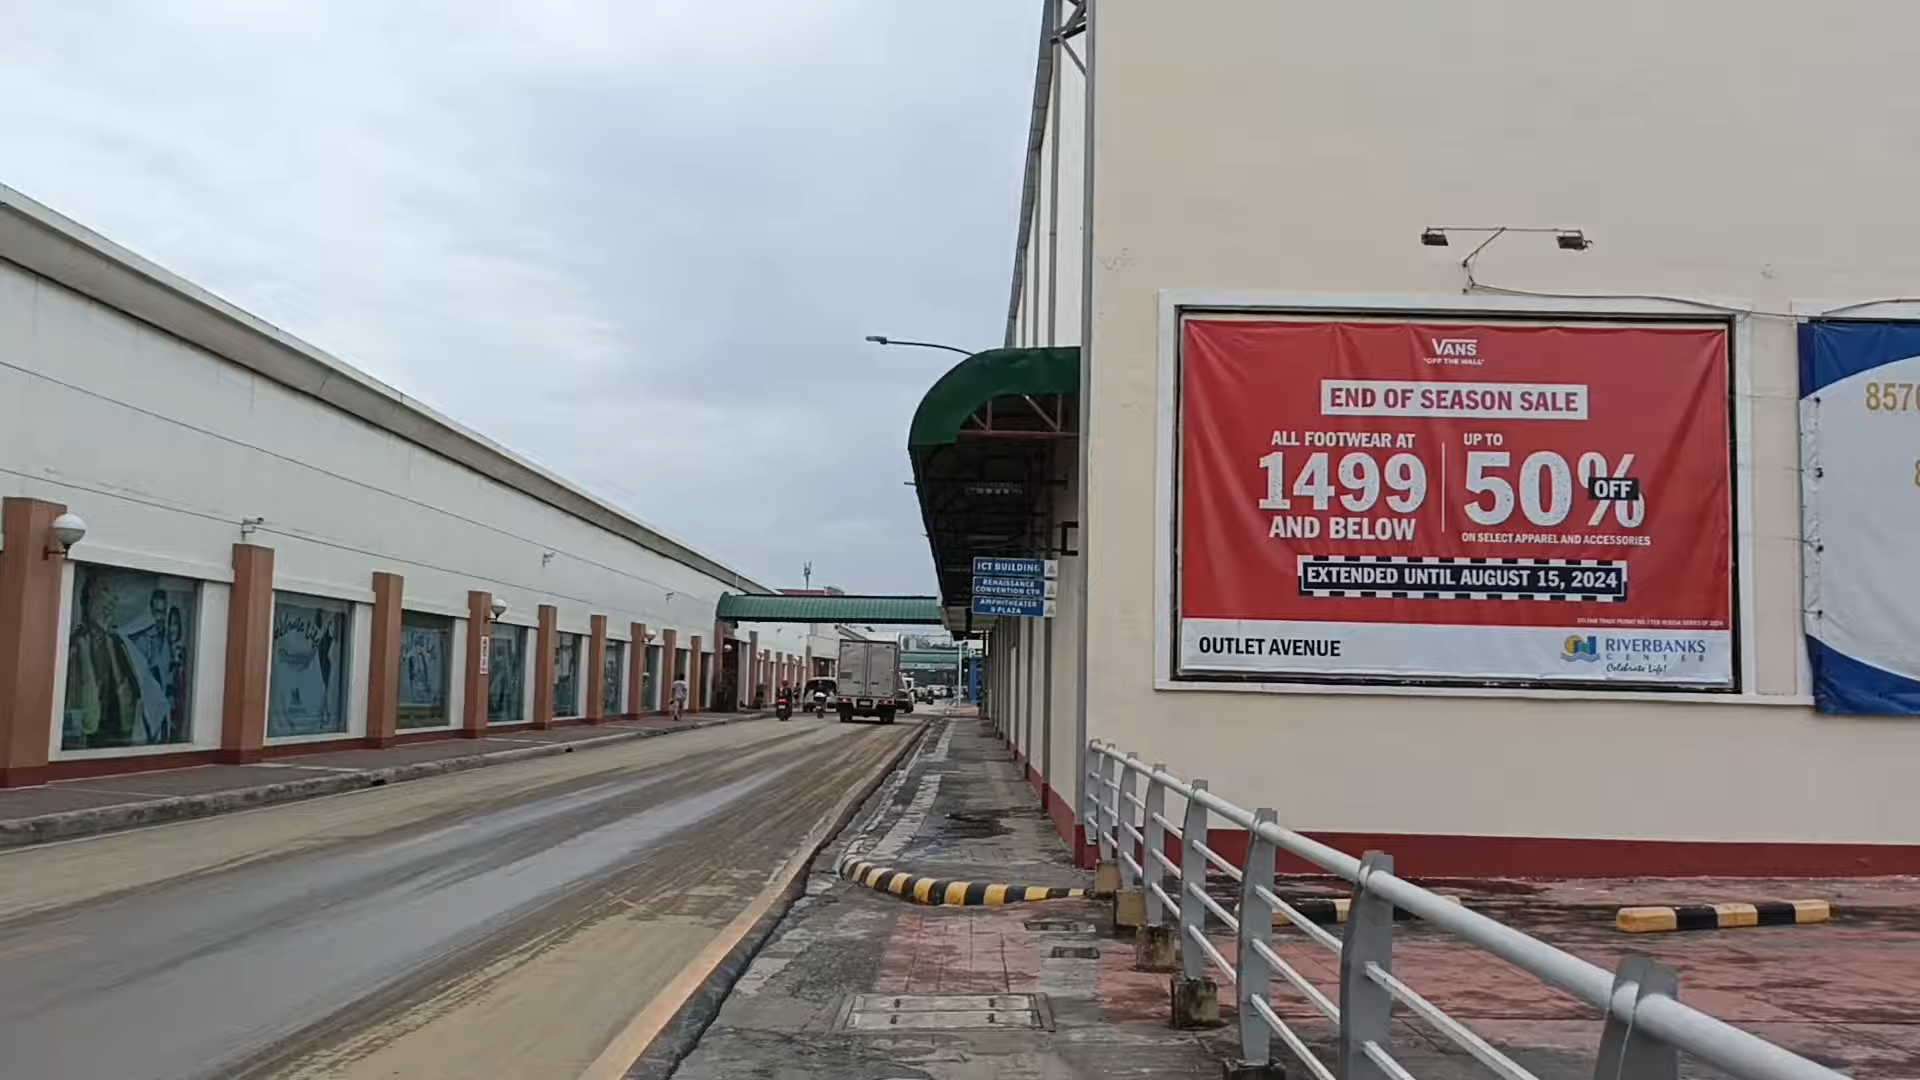 VANS
"OFF THE WALL"
END OF SEASON SALE
ALL FOOTWEAR AT
1499
AND BELOW
UP TO
50%
OFF
ON SELECT APPAREL AND ACCESSORIES
EXTENDED UNTIL AUGUST 15, 2024
OUTLET AVENUE
RIVERBANKS
CENTER
Celebrate Life!
857
8
ICT BUILDING
RENAISSANCE
CONVENTION CTR.
AMPHITHEATER
& PLAZA